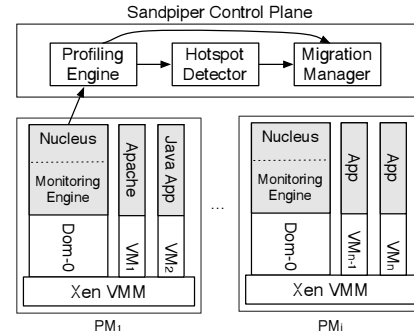 Sandpiper Control Plane
Profiling
Engine
Hotspot
Detector
Migration
Manager
Nucleus
Monitoring
Engine
Dom-0
Apache
VM1
Java App
VM2
Xen VMM
PM1
...
Nucleus
Monitoring
Engine
Dom-0
App
VMn-1
App
VMn
Xen VMM
PMi